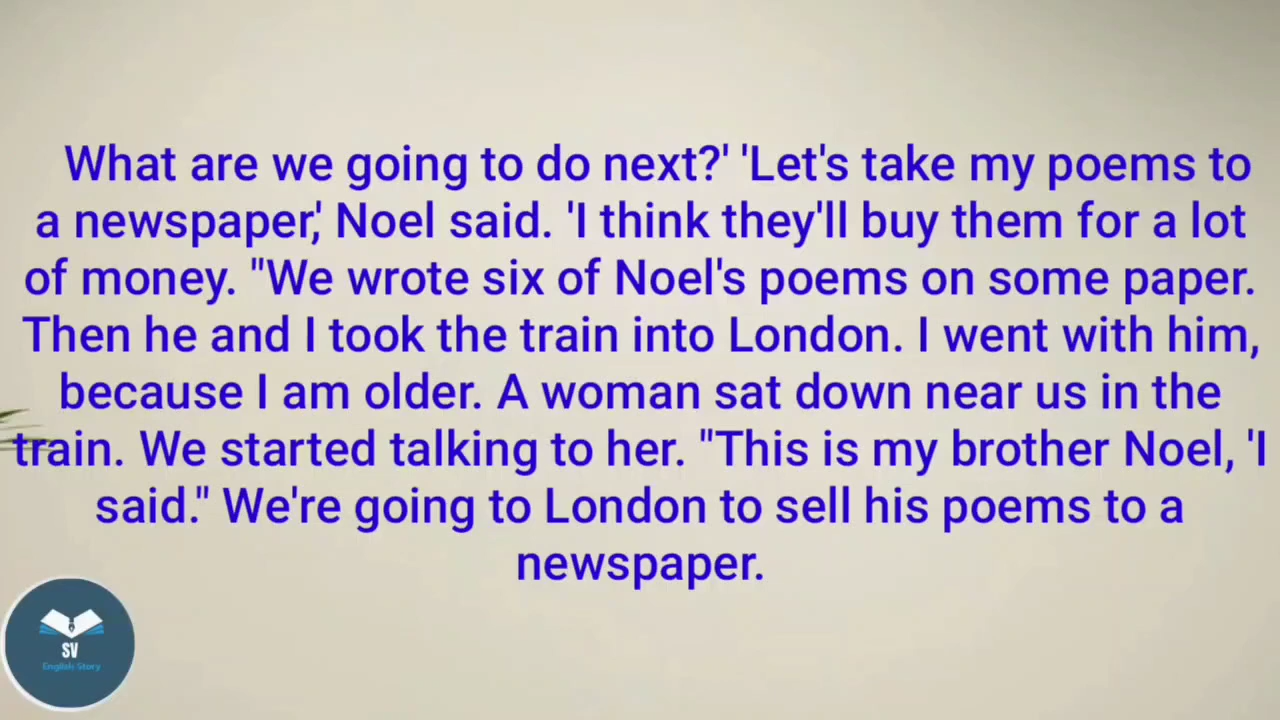 What are we going to do next?' 'Let's take my poems to
a newspaper,' Noel said. 'I think they'll buy them for a lot
of money. "We wrote six of Noel's poems on some paper.
Then he and I took the train into London. I went with him,
because I am older. A woman sat down near us in the
train. We started talking to her. "This is my brother Noel, 'I
said." We're going to London to sell his poems to a
newspaper.
SV
English Story